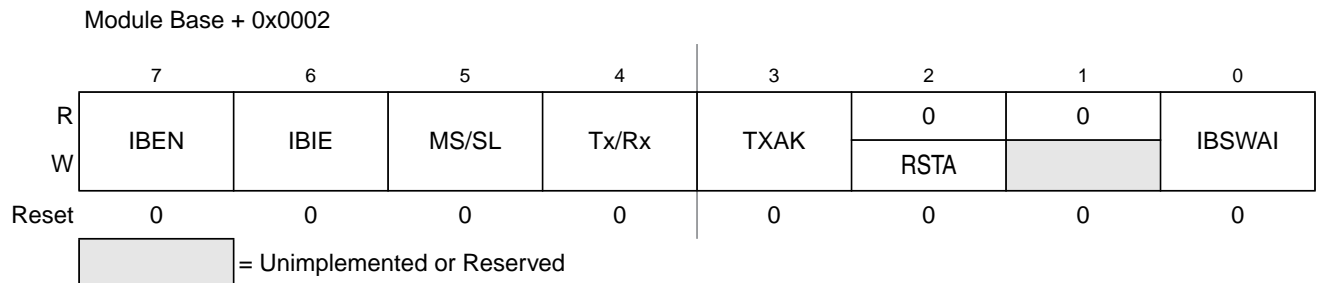 Module Base + 0x0002
7 6 5 4 3 2 1 0
R IBEN IBIE MS/SL Tx/Rx TXAK 0 0 IBSWAI
W RSTA
Reset 0 0 0 0 0 0 0 0
= Unimplemented or Reserved